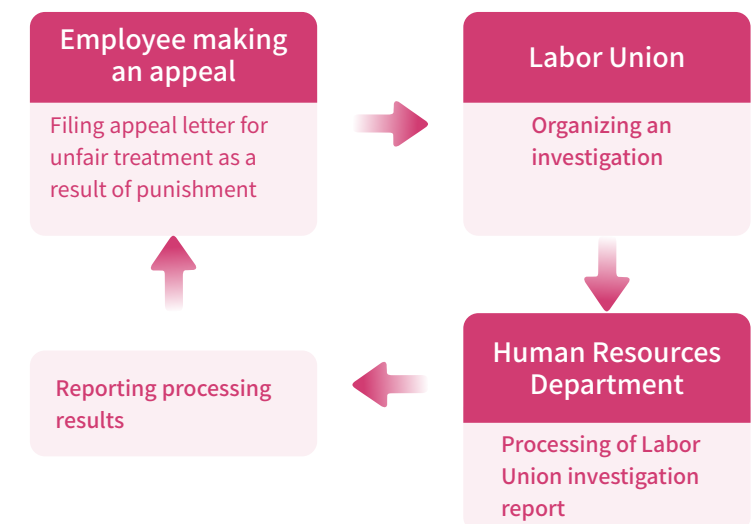 Employee making
an appeal
Filing appeal letter for
unfair treatment as a
result of punishment
Labor Union
Organizing an
investigation
Human Resources
Department
Processing of Labor
Union investigation
report
Reporting processing
results